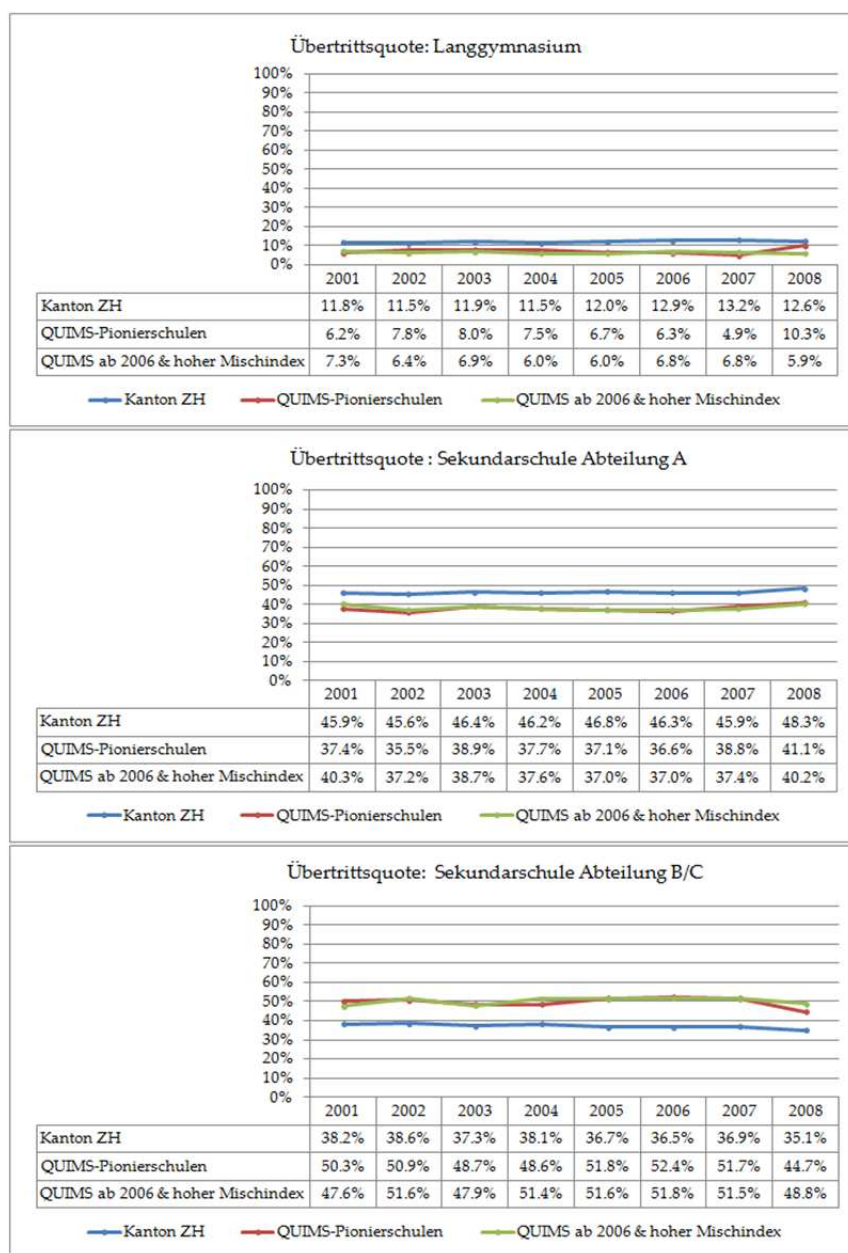 Übertrittsquote: Langgymnasium
100%
90%
80%
70%
60%
50%
40%
30%
20%
10%
0%
2001 2002 2003 2004 2005 2006 2007 2008
Kanton ZH 11.8% 11.5% 11.9% 11.5% 12.0% 12.9% 13.2% 12.6%
QUIMS-Pionierschulen 6.2% 7.8% 8.0% 7.5% 6.7% 6.3% 4.9% 10.3%
QUIMS ab 2006 & hoher Mischindex 7.3% 6.4% 6.9% 6.0% 6.0% 6.8% 6.8% 5.9%
Kanton ZH QUIMS-Pionierschulen QUIMS ab 2006 & hoher Mischindex
Übertrittsquote : Sekundarschule Abteilung A
100%
90%
80%
70%
60%
50%
40%
30%
20%
10%
0%
2001 2002 2003 2004 2005 2006 2007 2008
Kanton ZH 45.9% 45.6% 46.4% 46.2% 46.8% 46.3% 45.9% 48.3%
QUIMS-Pionierschulen 37.4% 35.5% 38.9% 37.7% 37.1% 36.6% 38.8% 41.1%
QUIMS ab 2006 & hoher Mischindex 40.3% 37.2% 38.7% 37.6% 37.0% 37.0% 37.4% 40.2%
Kanton ZH QUIMS-Pionierschulen QUIMS ab 2006 & hoher Mischindex
Übertrittsquote: Sekundarschule Abteilung B/C
100%
90%
80%
70%
60%
50%
40%
30%
20%
10%
0%
2001 2002 2003 2004 2005 2006 2007 2008
Kanton ZH 38.2% 38.6% 37.3% 38.1% 36.7% 36.5% 36.9% 35.1%
QUIMS-Pionierschulen 50.3% 50.9% 48.7% 48.6% 51.8% 52.4% 51.7% 44.7%
QUIMS ab 2006 & hoher Mischindex 47.6% 51.6% 47.9% 51.4% 51.6% 51.8% 51.5% 48.8%
Kanton ZH QUIMS-Pionierschulen QUIMS ab 2006 & hoher Mischindex